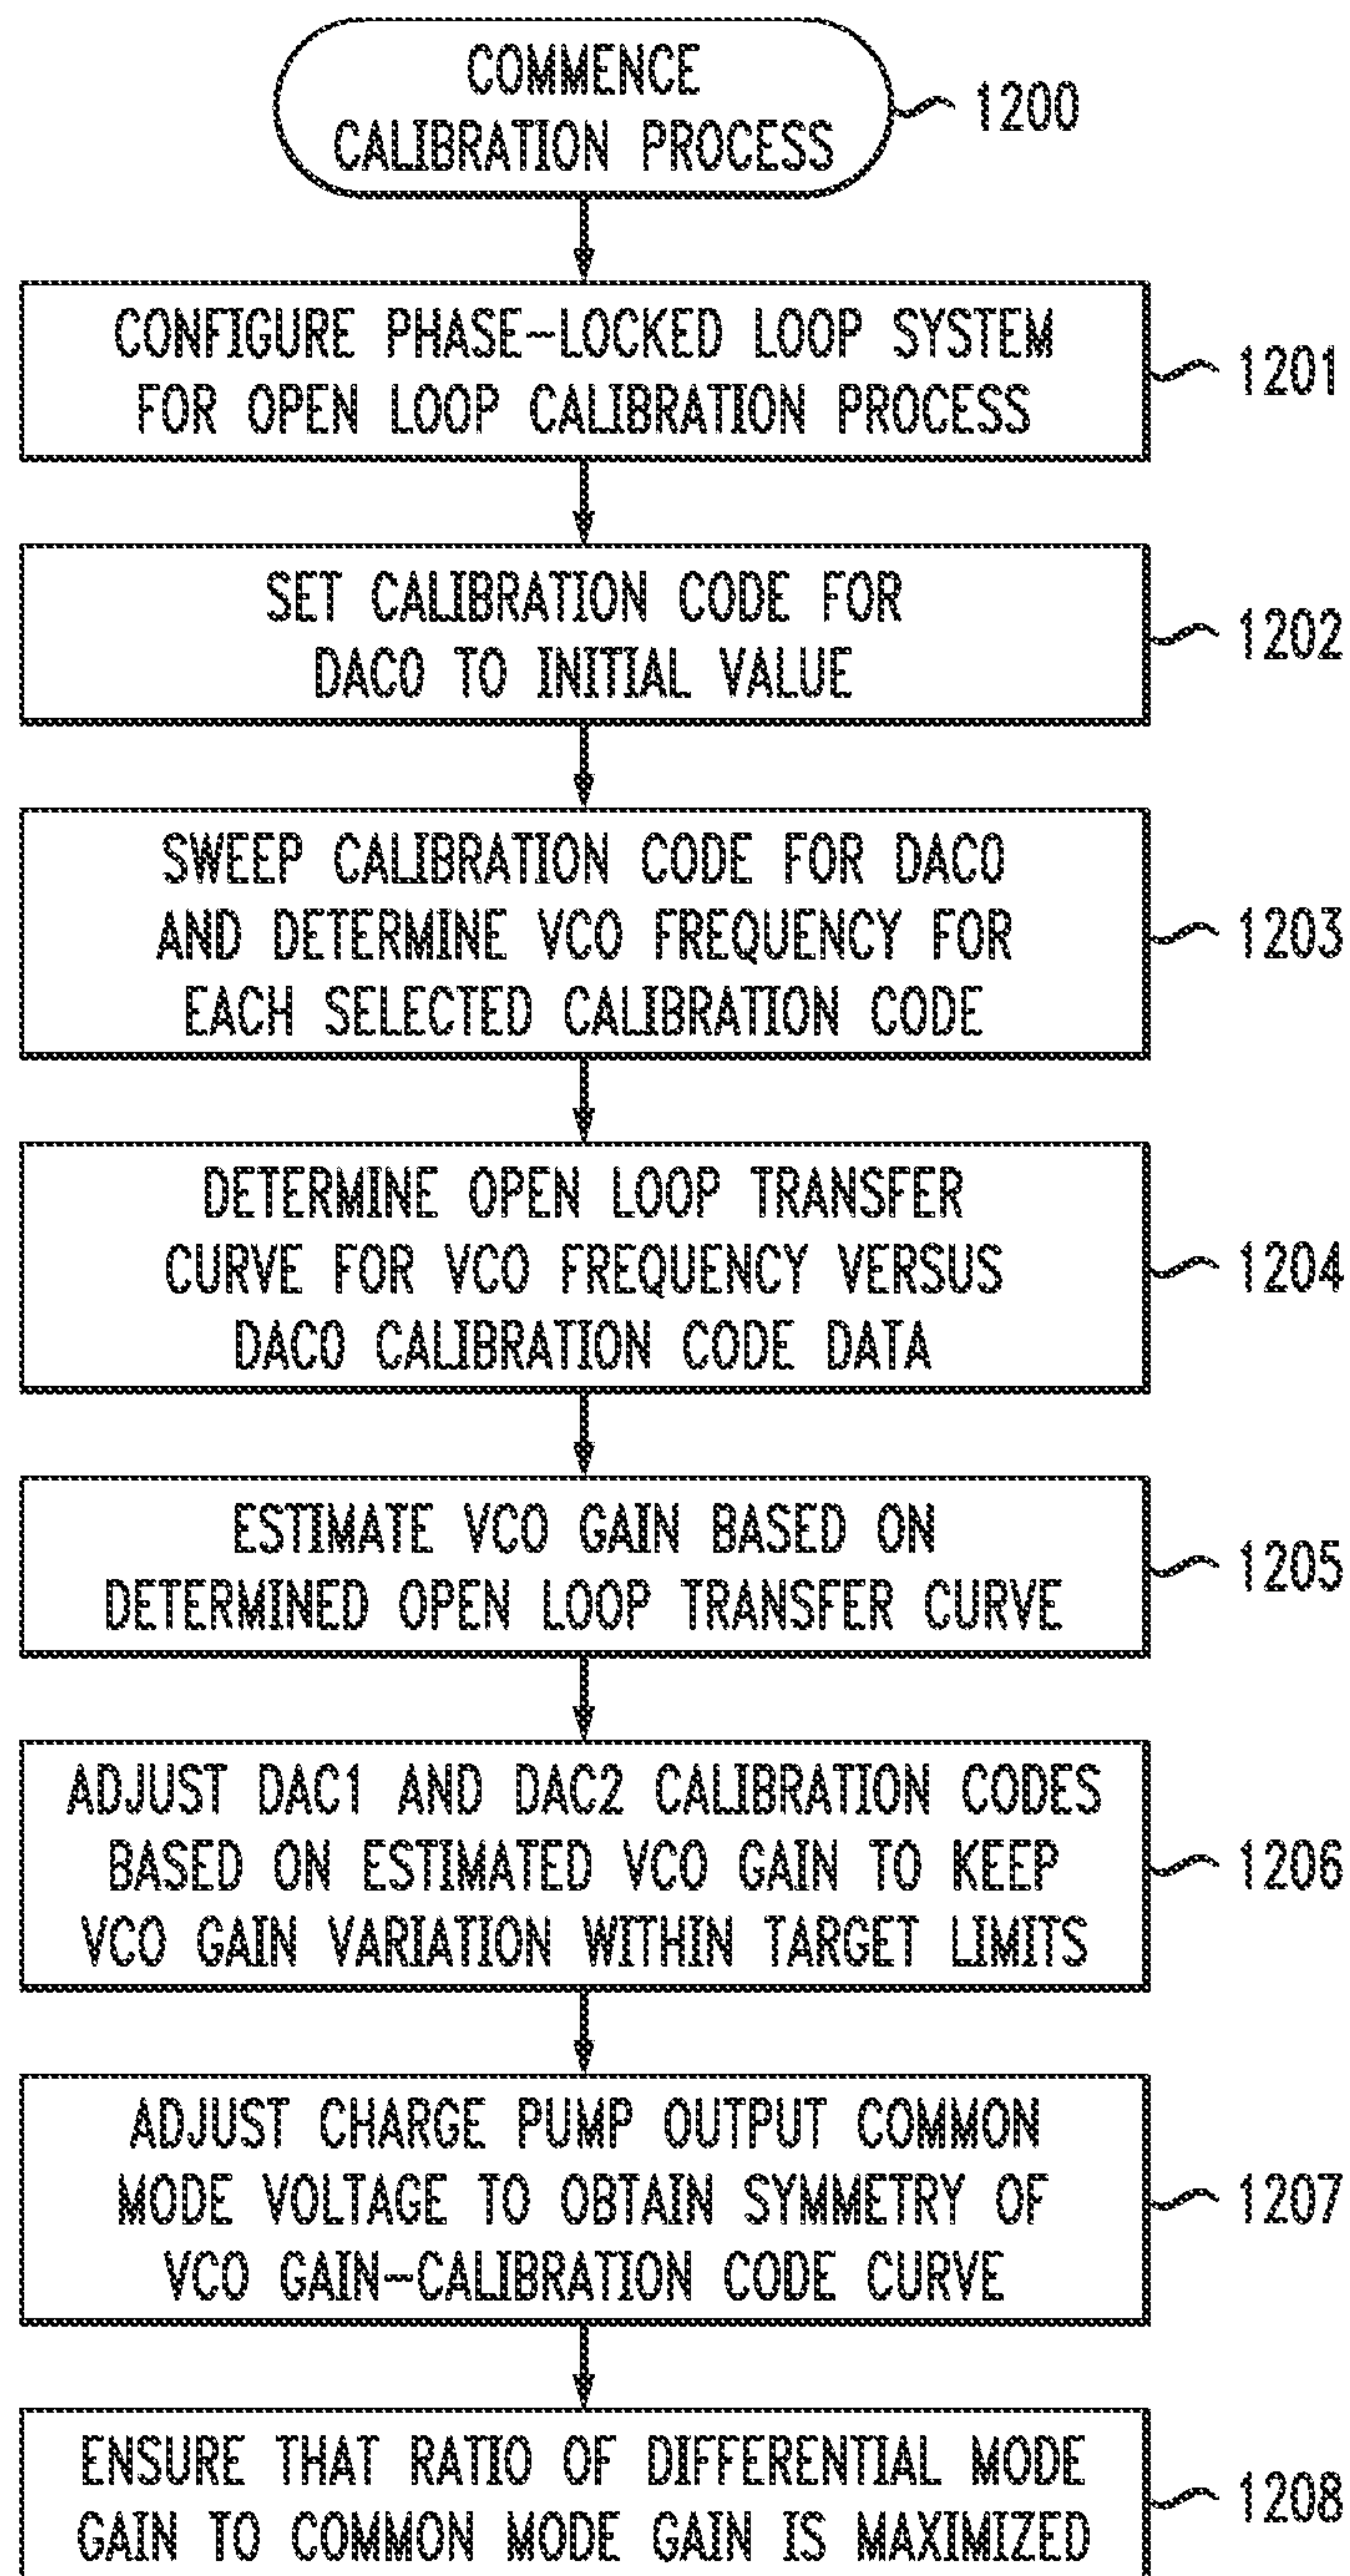 COMMENCE
CALIBRATION PROCESS
1200
CONFIGURE PHASE-LOCKED LOOP SYSTEM
FOR OPEN LOOP CALIBRATION PROCESS
1201
SET CALIBRATION CODE FOR
DAC0 TO INITIAL VALUE
1202
SWEEP CALIBRATION CODE FOR DAC0
AND DETERMINE VCO FREQUENCY FOR
EACH SELECTED CALIBRATION CODE
1203
DETERMINE OPEN LOOP TRANSFER
CURVE FOR VCO FREQUENCY VERSUS
DAC0 CALIBRATION CODE DATA
1204
ESTIMATE VCO GAIN BASED ON
DETERMINED OPEN LOOP TRANSFER CURVE
1205
ADJUST DAC1 AND DAC2 CALIBRATION CODES
BASED ON ESTIMATED VCO GAIN TO KEEP
VCO GAIN VARIATION WITHIN TARGET LIMITS
1206
ADJUST CHARGE PUMP OUTPUT COMMON
MODE VOLTAGE TO OBTAIN SYMMETRY OF
VCO GAIN-CALIBRATION CODE CURVE
1207
ENSURE THAT RATIO OF DIFFERENTIAL MODE
GAIN TO COMMON MODE GAIN IS MAXIMIZED
1208